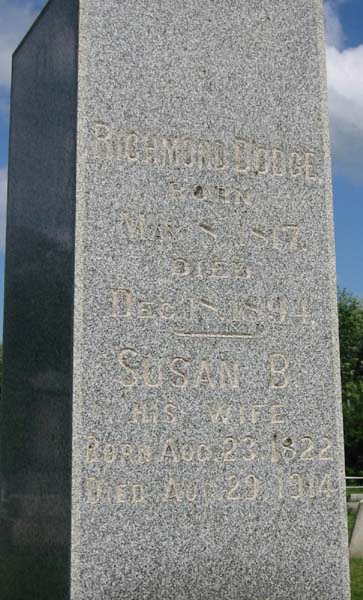 RICHMOND DODGE
BORN
MAY 8, 1817.
DIED
DEC. 18, 1894.
SUSAN B.
HIS WIFE
BORN AUG. 23, 1822
DIED AUG. 29, 1914